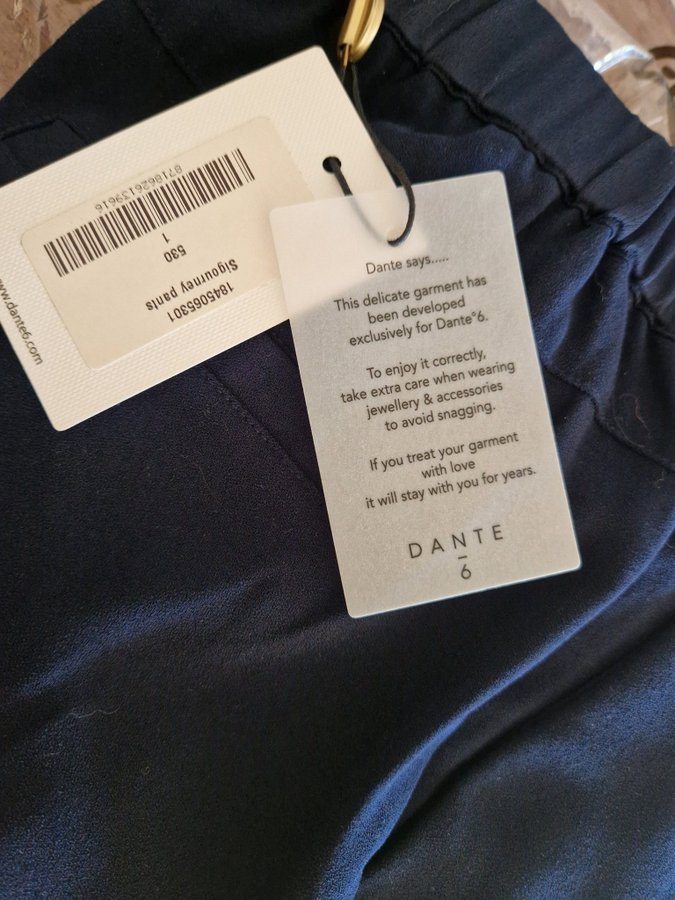 8718626139616
1
530
Sigourney pants
1845065301
www.dante6.com
Dante says.....
This delicate garment has
been developed
exclusively for Dante°6.
To enjoy it correctly,
take extra care when wearing
jewellery & accessories
to avoid snagging.
If you treat your garment
with love
it will stay with you for years.
DANTE
6